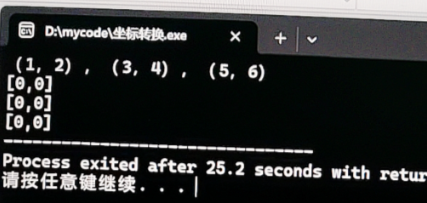 D:\mycode\坐标转换.exe
(1, 2) , (3, 4) , (5, 6)
[0,0]
[0,0]
[0,0]
--------------------------------
Process exited after 25.2 seconds with retur
请按任意键继续. . .